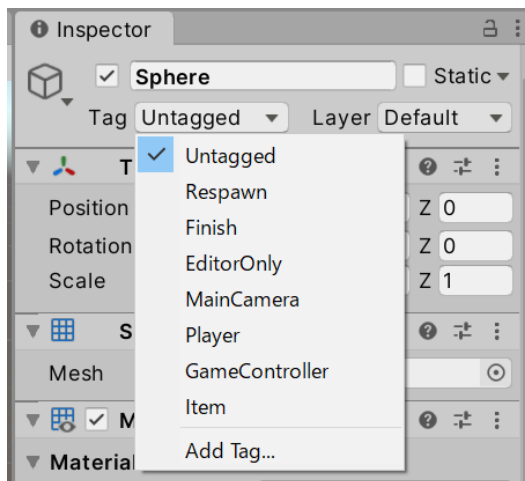 Inspector
Sphere Static
Tag Untagged Layer Default
Untagged
T
Respawn
Position Z 0
Finish
Rotation Z 0
EditorOnly
Scale Z 1
MainCamera
S Player
Mesh GameController
Item
M
Add Tag...
Material